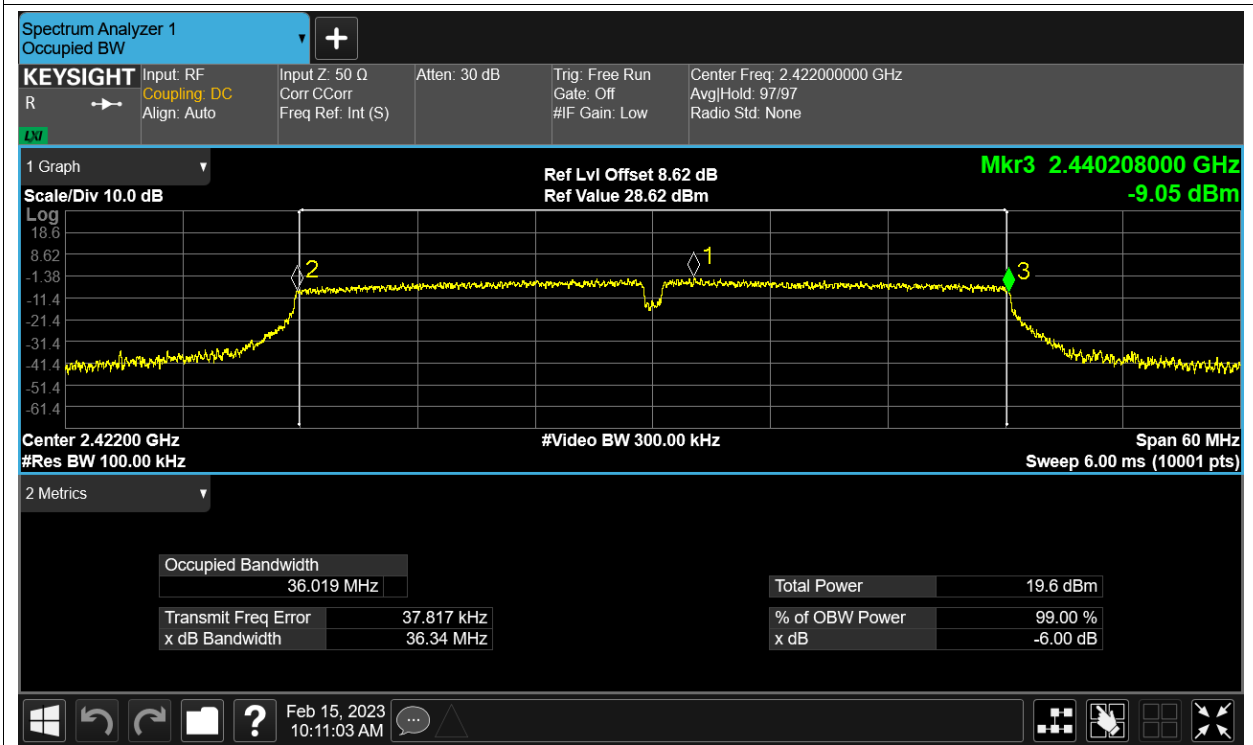 Spectrum Analyzer 1
Occupied BW
KEYSIGHT
R
LXI
Input: RF
Coupling: DC
Align: Auto
Input Z: 50 Ω
Corr CCorr
Freq Ref: Int (S)
Atten: 30 dB
Trig: Free Run
Gate: Off
#IF Gain: Low
Center Freq: 2.422000000 GHz
Avg|Hold: 97/97
Radio Std: None
1 Graph
Scale/Div 10.0 dB
Ref Lvl Offset 8.62 dB
Ref Value 28.62 dBm
Mkr3 2.440208000 GHz
-9.05 dBm
Log
18.6
8.62
-1.38
-11.4
-21.4
-31.4
-41.4
-51.4
-61.4
2
1
3
Center 2.42200 GHz
#Res BW 100.00 kHz
#Video BW 300.00 kHz
Span 60 MHz
Sweep 6.00 ms (10001 pts)
2 Metrics
Occupied Bandwidth
36.019 MHz
Transmit Freq Error 37.817 kHz
x dB Bandwidth 36.34 MHz
Total Power 19.6 dBm
% of OBW Power 99.00 %
x dB -6.00 dB
?
Feb 15, 2023
10:11:03 AM